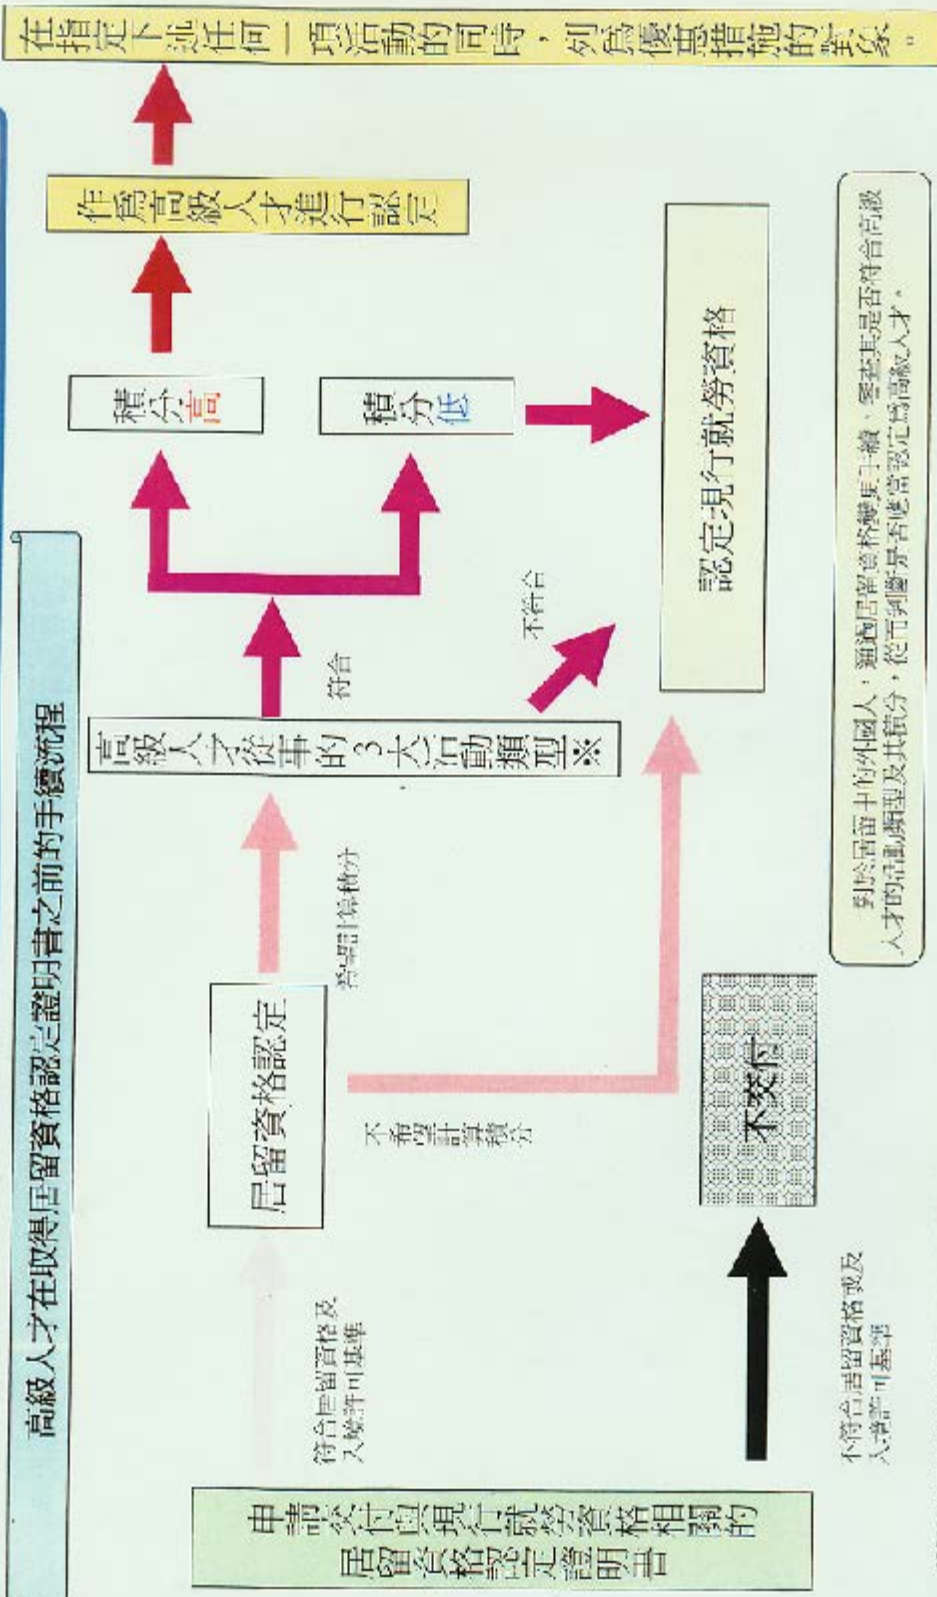 高級人才在取得居留資格認定證明書之前的手續流程
申請交付與現行就勞資格相關的
居留資格認定證明書
符合居留資格及
入境許可基準
居留資格認定
希望計算積分
不希望計算積分
高級人才從事的3大活動類型※
符合
不符合
積分高
積分低
作為高級人才進行認定
在指定下述任何一項活動的同時，列為優惠措施的對象。
認定現行就勞資格
不符合居留資格或及
入境許可基準
不交付
對於居留中的外國人，通過居留資格變更手續，審查其是否符合高級
人才的活動類型及其積分，從而判斷是否應當認定為高級人才。